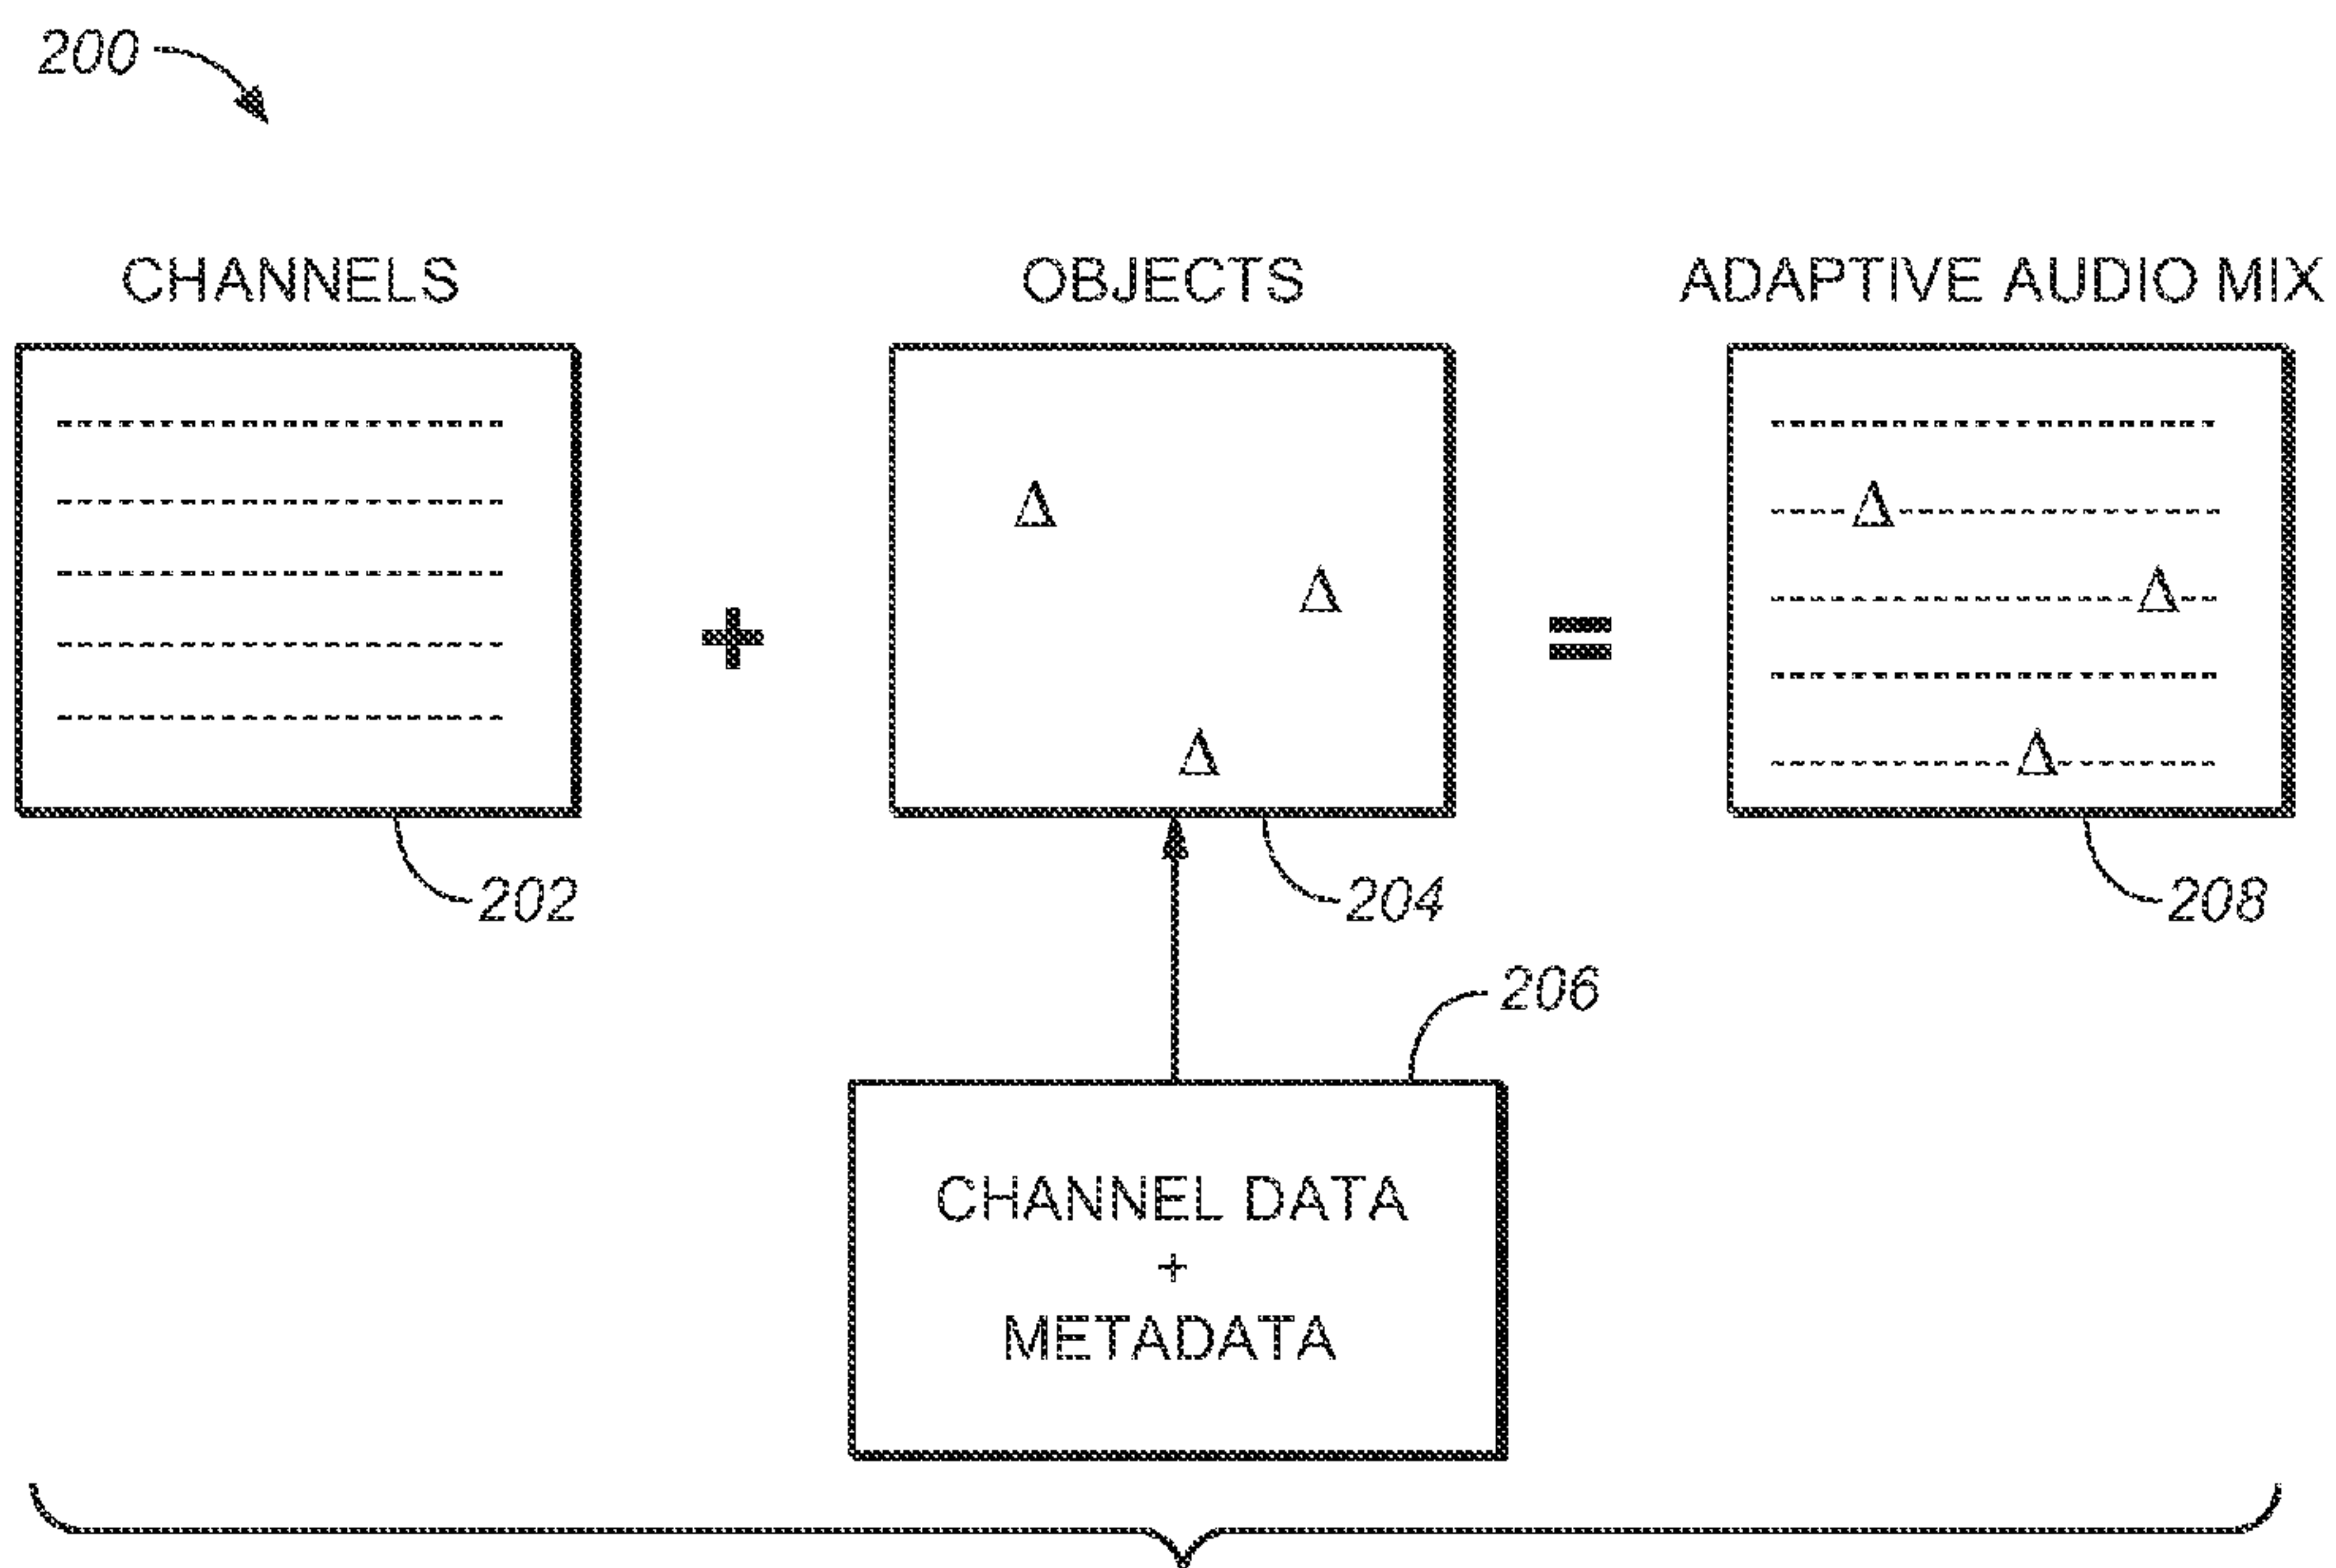 200
CHANNELS
OBJECTS
ADAPTIVE AUDIO MIX
+
=
202
204
208
206
CHANNEL DATA
+
METADATA